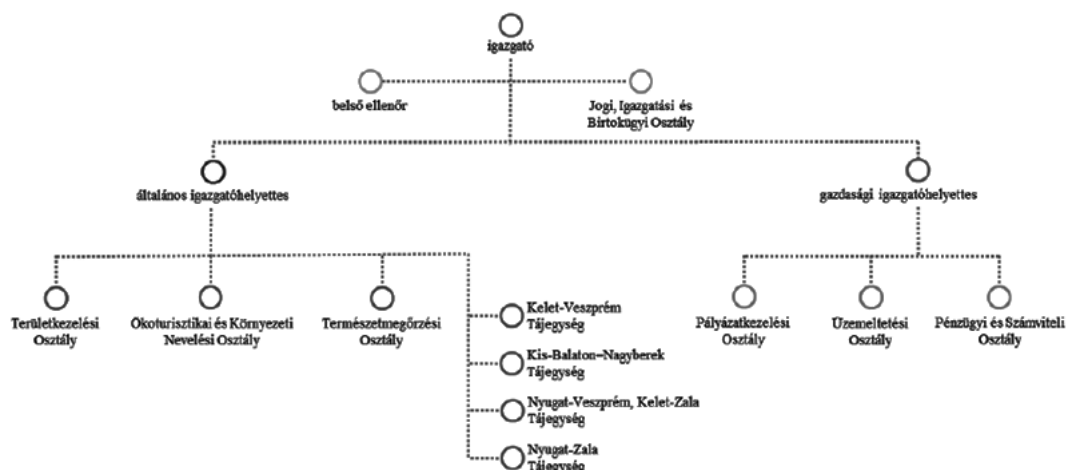 igazgató
belső ellenőr
Jogi, Igazgatási és
Birtokügyi Osztály
általános igazgatóhelyettes
gazdasági igazgatóhelyettes
Területkezelési
Osztály
Ökoturisztikai és Környezeti
Nevelési Osztály
Természetmegőrzési
Osztály
Kelet-Veszprém
Tájegység
Kis-Balaton–Nagyberek
Tájegység
Nyugat-Veszprém, Kelet-Zala
Tájegység
Nyugat-Zala
Tájegység
Pályázatkezelési
Osztály
Üzemeltetési
Osztály
Pénzügyi és Számviteli
Osztály